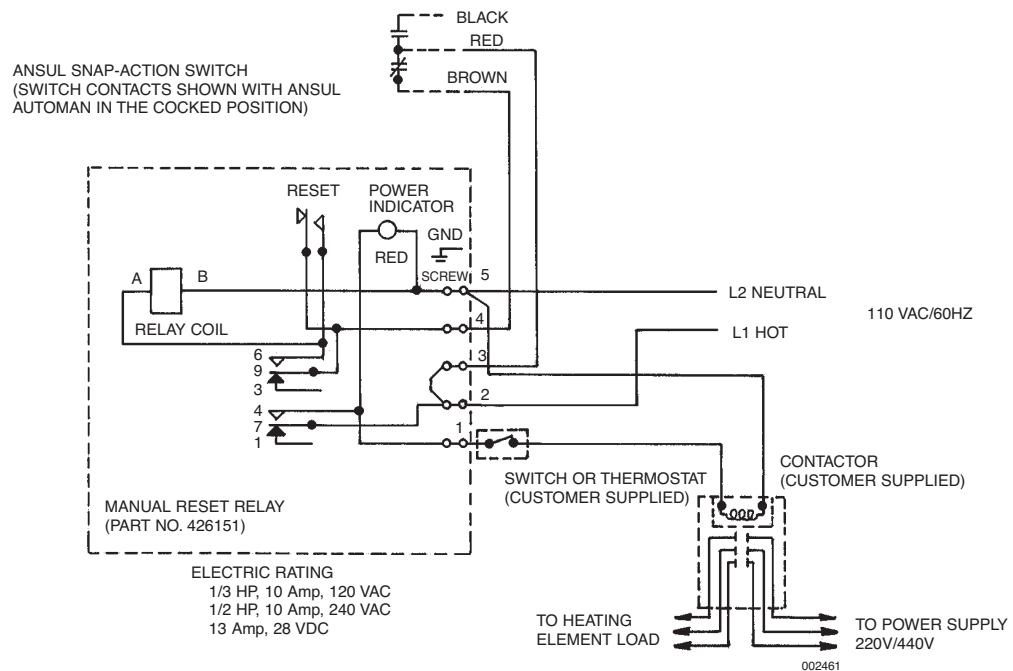 BLACK
RED
BROWN
ANSUL SNAP-ACTION SWITCH
(SWITCH CONTACTS SHOWN WITH ANSUL
AUTOMAN IN THE COCKED POSITION)
RESET
POWER
INDICATOR
RED
GND
SCREW
A
B
RELAY COIL
5
4
3
2
1
6
9
3
4
7
1
L2 NEUTRAL
L1 HOT
110 VAC/60HZ
SWITCH OR THERMOSTAT
(CUSTOMER SUPPLIED)
CONTACTOR
(CUSTOMER SUPPLIED)
MANUAL RESET RELAY
(PART NO. 426151)
ELECTRIC RATING
1/3 HP, 10 Amp, 120 VAC
1/2 HP, 10 Amp, 240 VAC
13 Amp, 28 VDC
TO HEATING
ELEMENT LOAD
TO POWER SUPPLY
220V/440V
002461